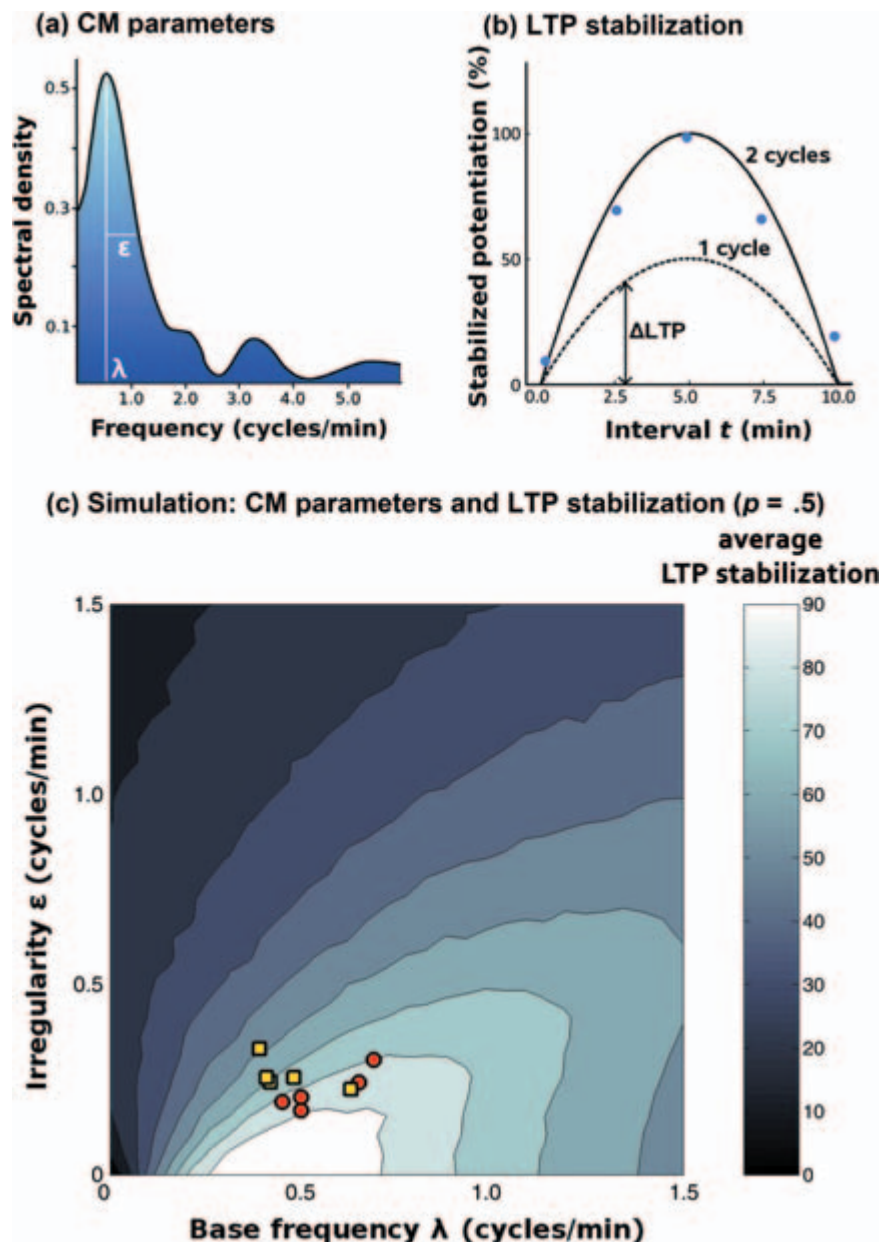 (a) CM parameters
(b) LTP stabilization
Spectral density
0.5
0.3
0.1
ε
λ
1.0 2.0 3.0 4.0 5.0
Frequency (cycles/min)
Stabilized potentiation (%)
100
50
0
2 cycles
1 cycle
ΔLTP
0.0 2.5 5.0 7.5 10.0
Interval t (min)
(c) Simulation: CM parameters and LTP stabilization (p = .5)
average
LTP stabilization
Irregularity ε (cycles/min)
1.5
1.0
0.5
0
0 0.5 1.0 1.5
Base frequency λ (cycles/min)
90
80
70
60
50
40
30
20
10
0